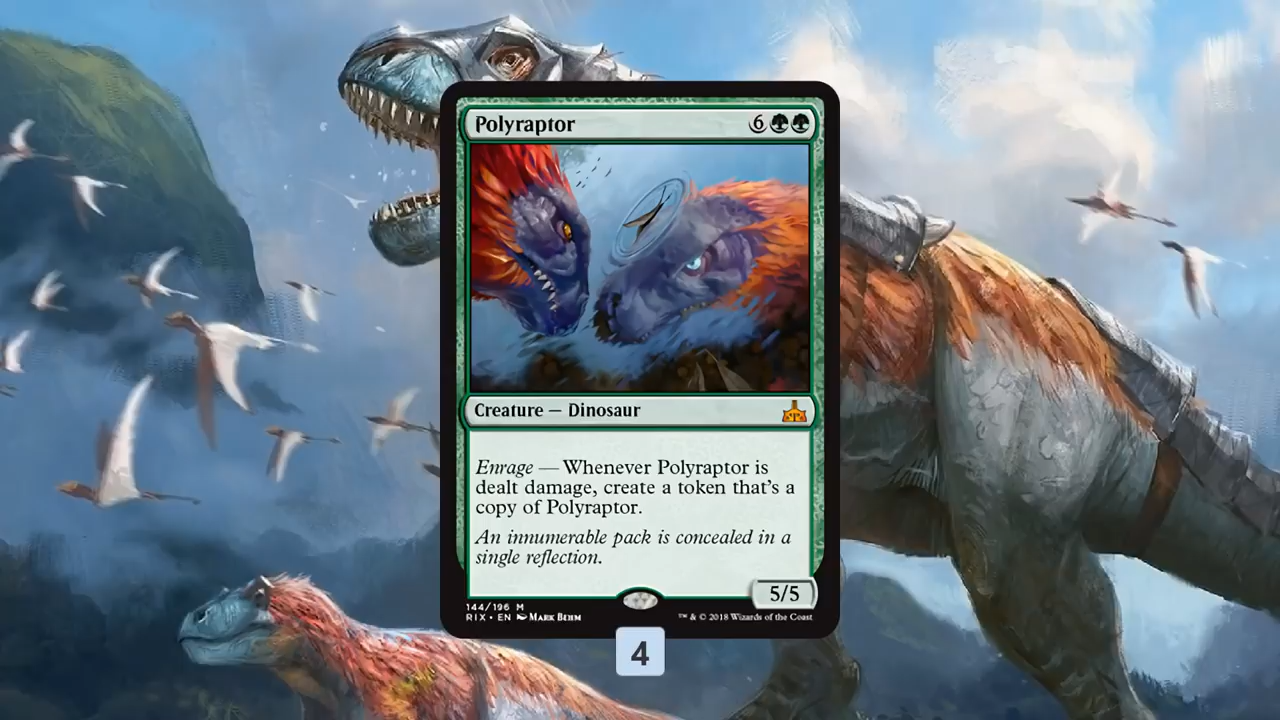 Polyraptor 6
Creature — Dinosaur
Enrage — Whenever Polyraptor is
dealt damage, create a token that's a
copy of Polyraptor.
An innumerable pack is concealed in a
single reflection.
5/5
144/196 M
RIX • EN Mark Behm
™ & © 2018 Wizards of the Coast
4